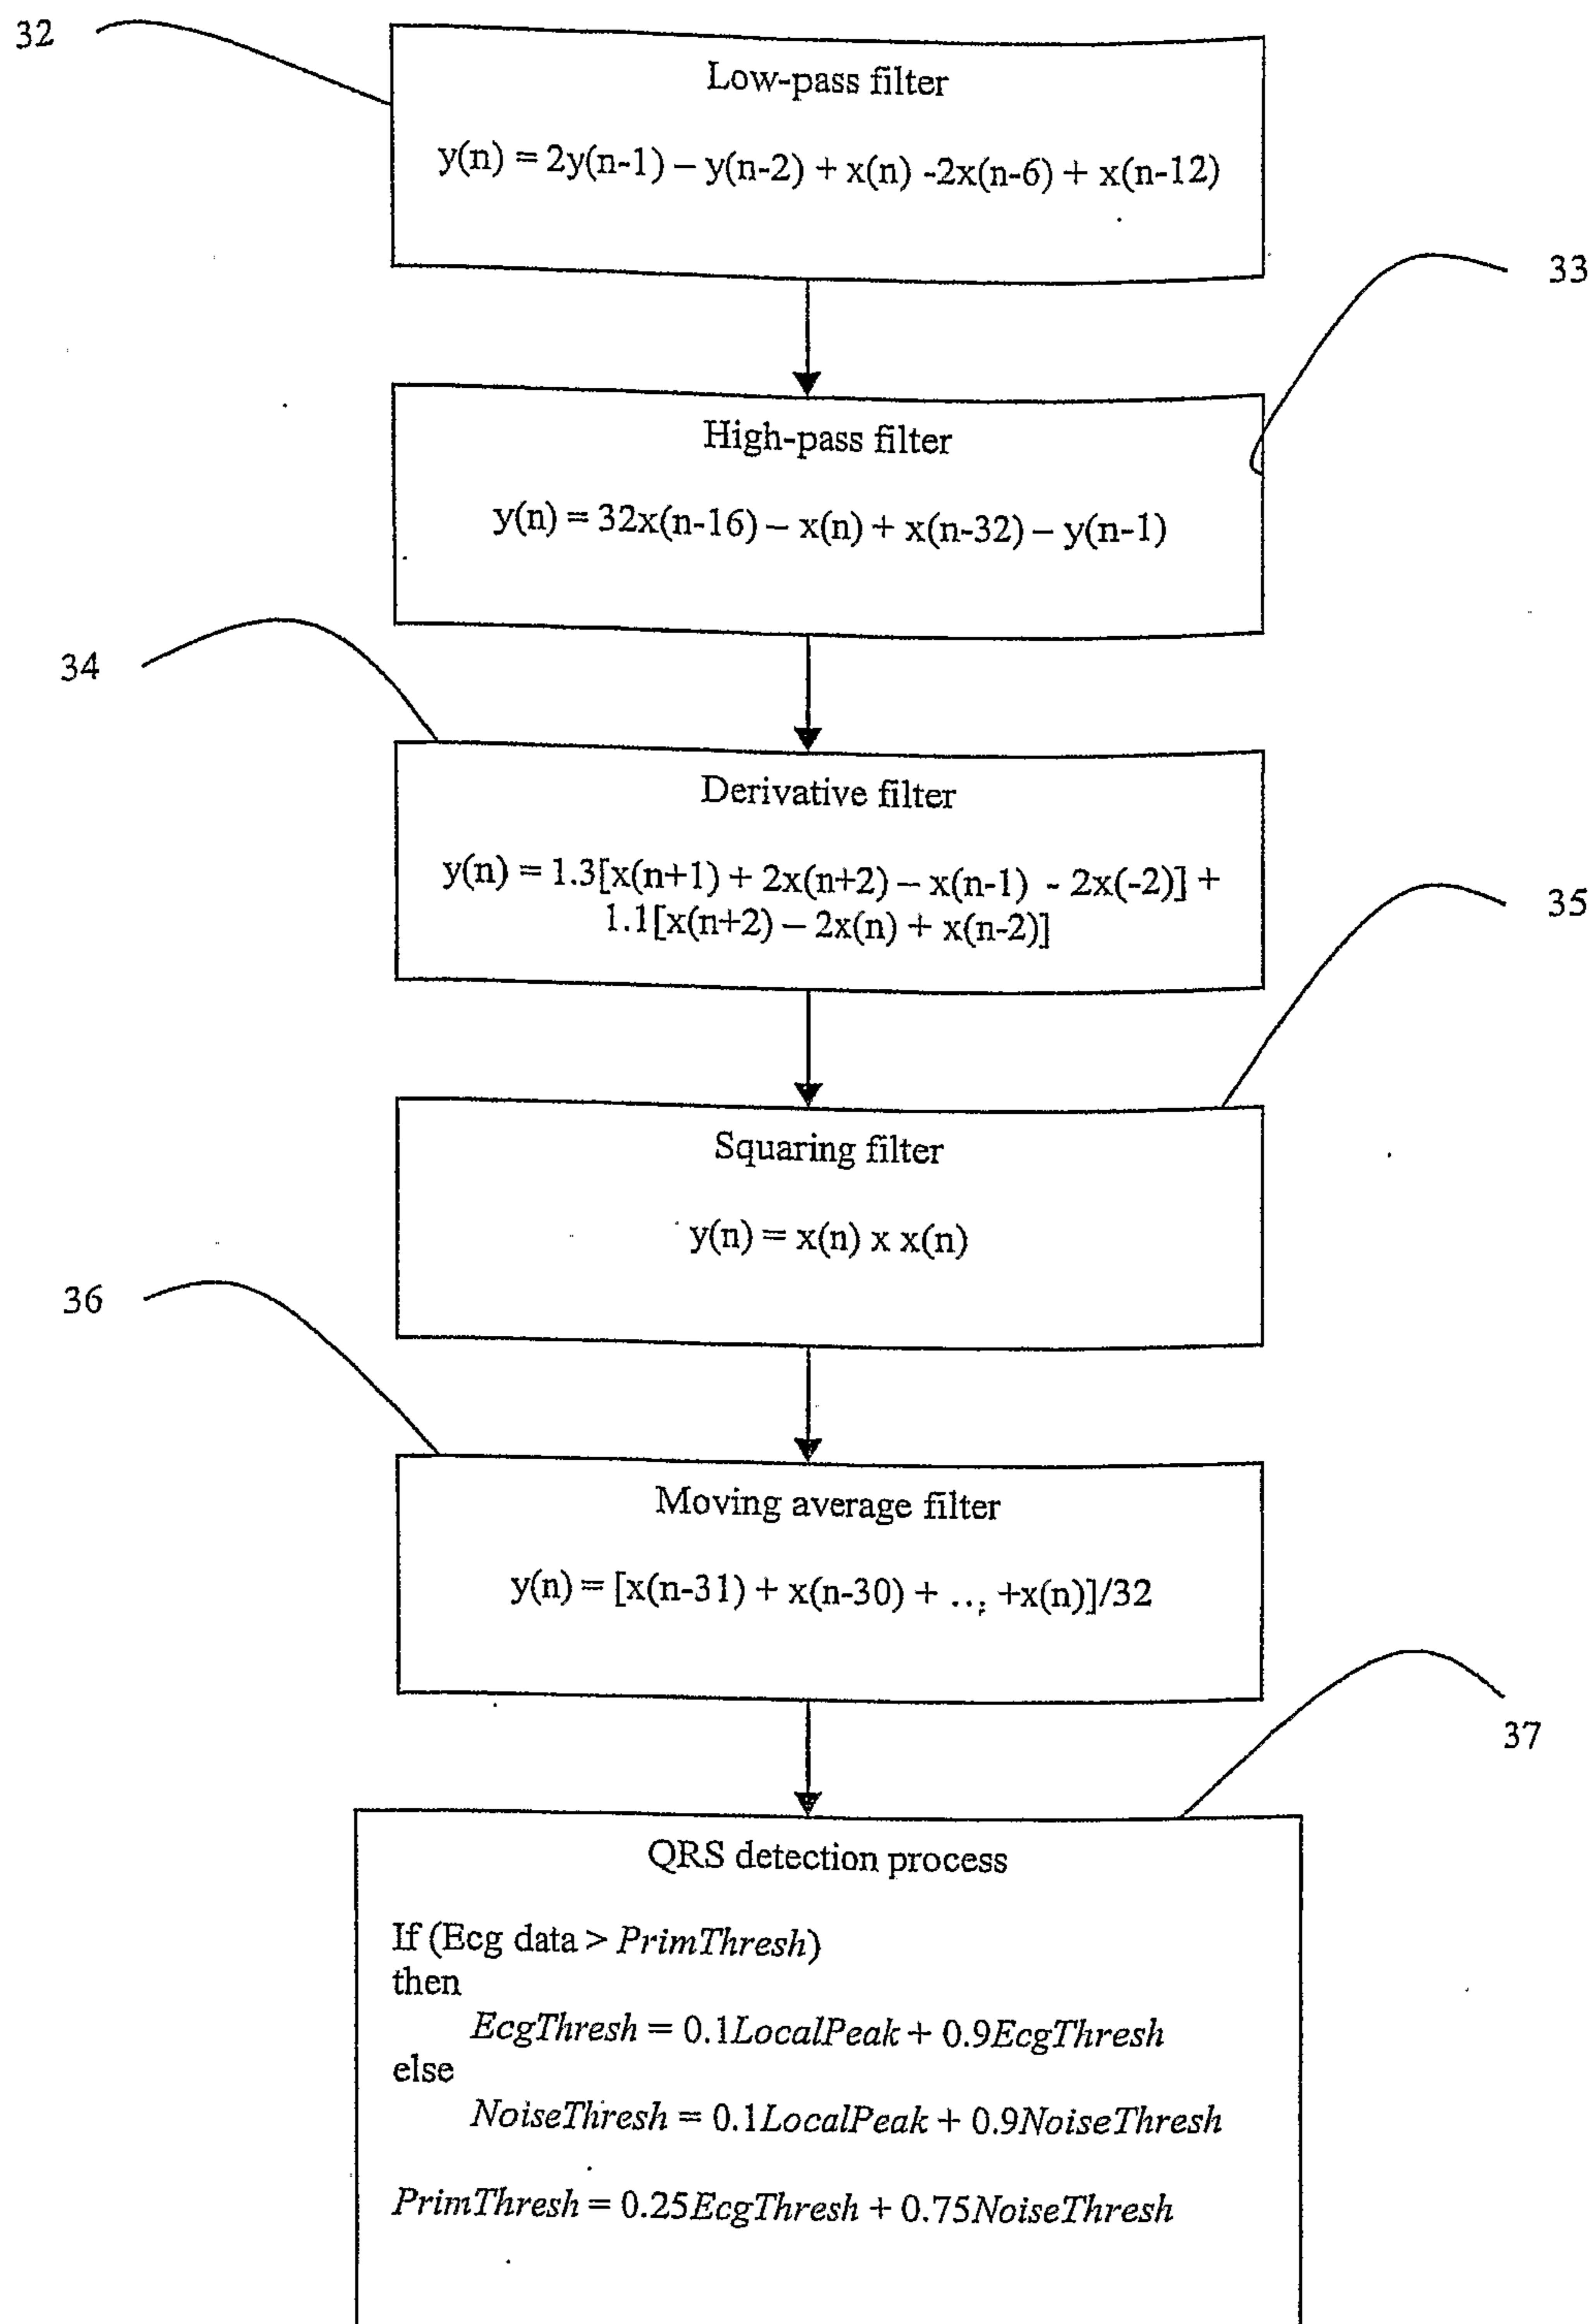 32
Low-pass filter
y(n) = 2y(n-1) – y(n-2) + x(n) -2x(n-6) + x(n-12)
33
High-pass filter
y(n) = 32x(n-16) – x(n) + x(n-32) – y(n-1)
34
Derivative filter
y(n) = 1.3[x(n+1) + 2x(n+2) – x(n-1) - 2x(-2)] +
1.1[x(n+2) – 2x(n) + x(n-2)]
35
Squaring filter
y(n) = x(n) x x(n)
36
Moving average filter
y(n) = [x(n-31) + x(n-30) + ... +x(n)]/32
37
QRS detection process
If (Ecg data > PrimThresh)
then
EcgThresh = 0.1LocalPeak + 0.9EcgThresh
else
NoiseThresh = 0.1LocalPeak + 0.9NoiseThresh
PrimThresh = 0.25EcgThresh + 0.75NoiseThresh